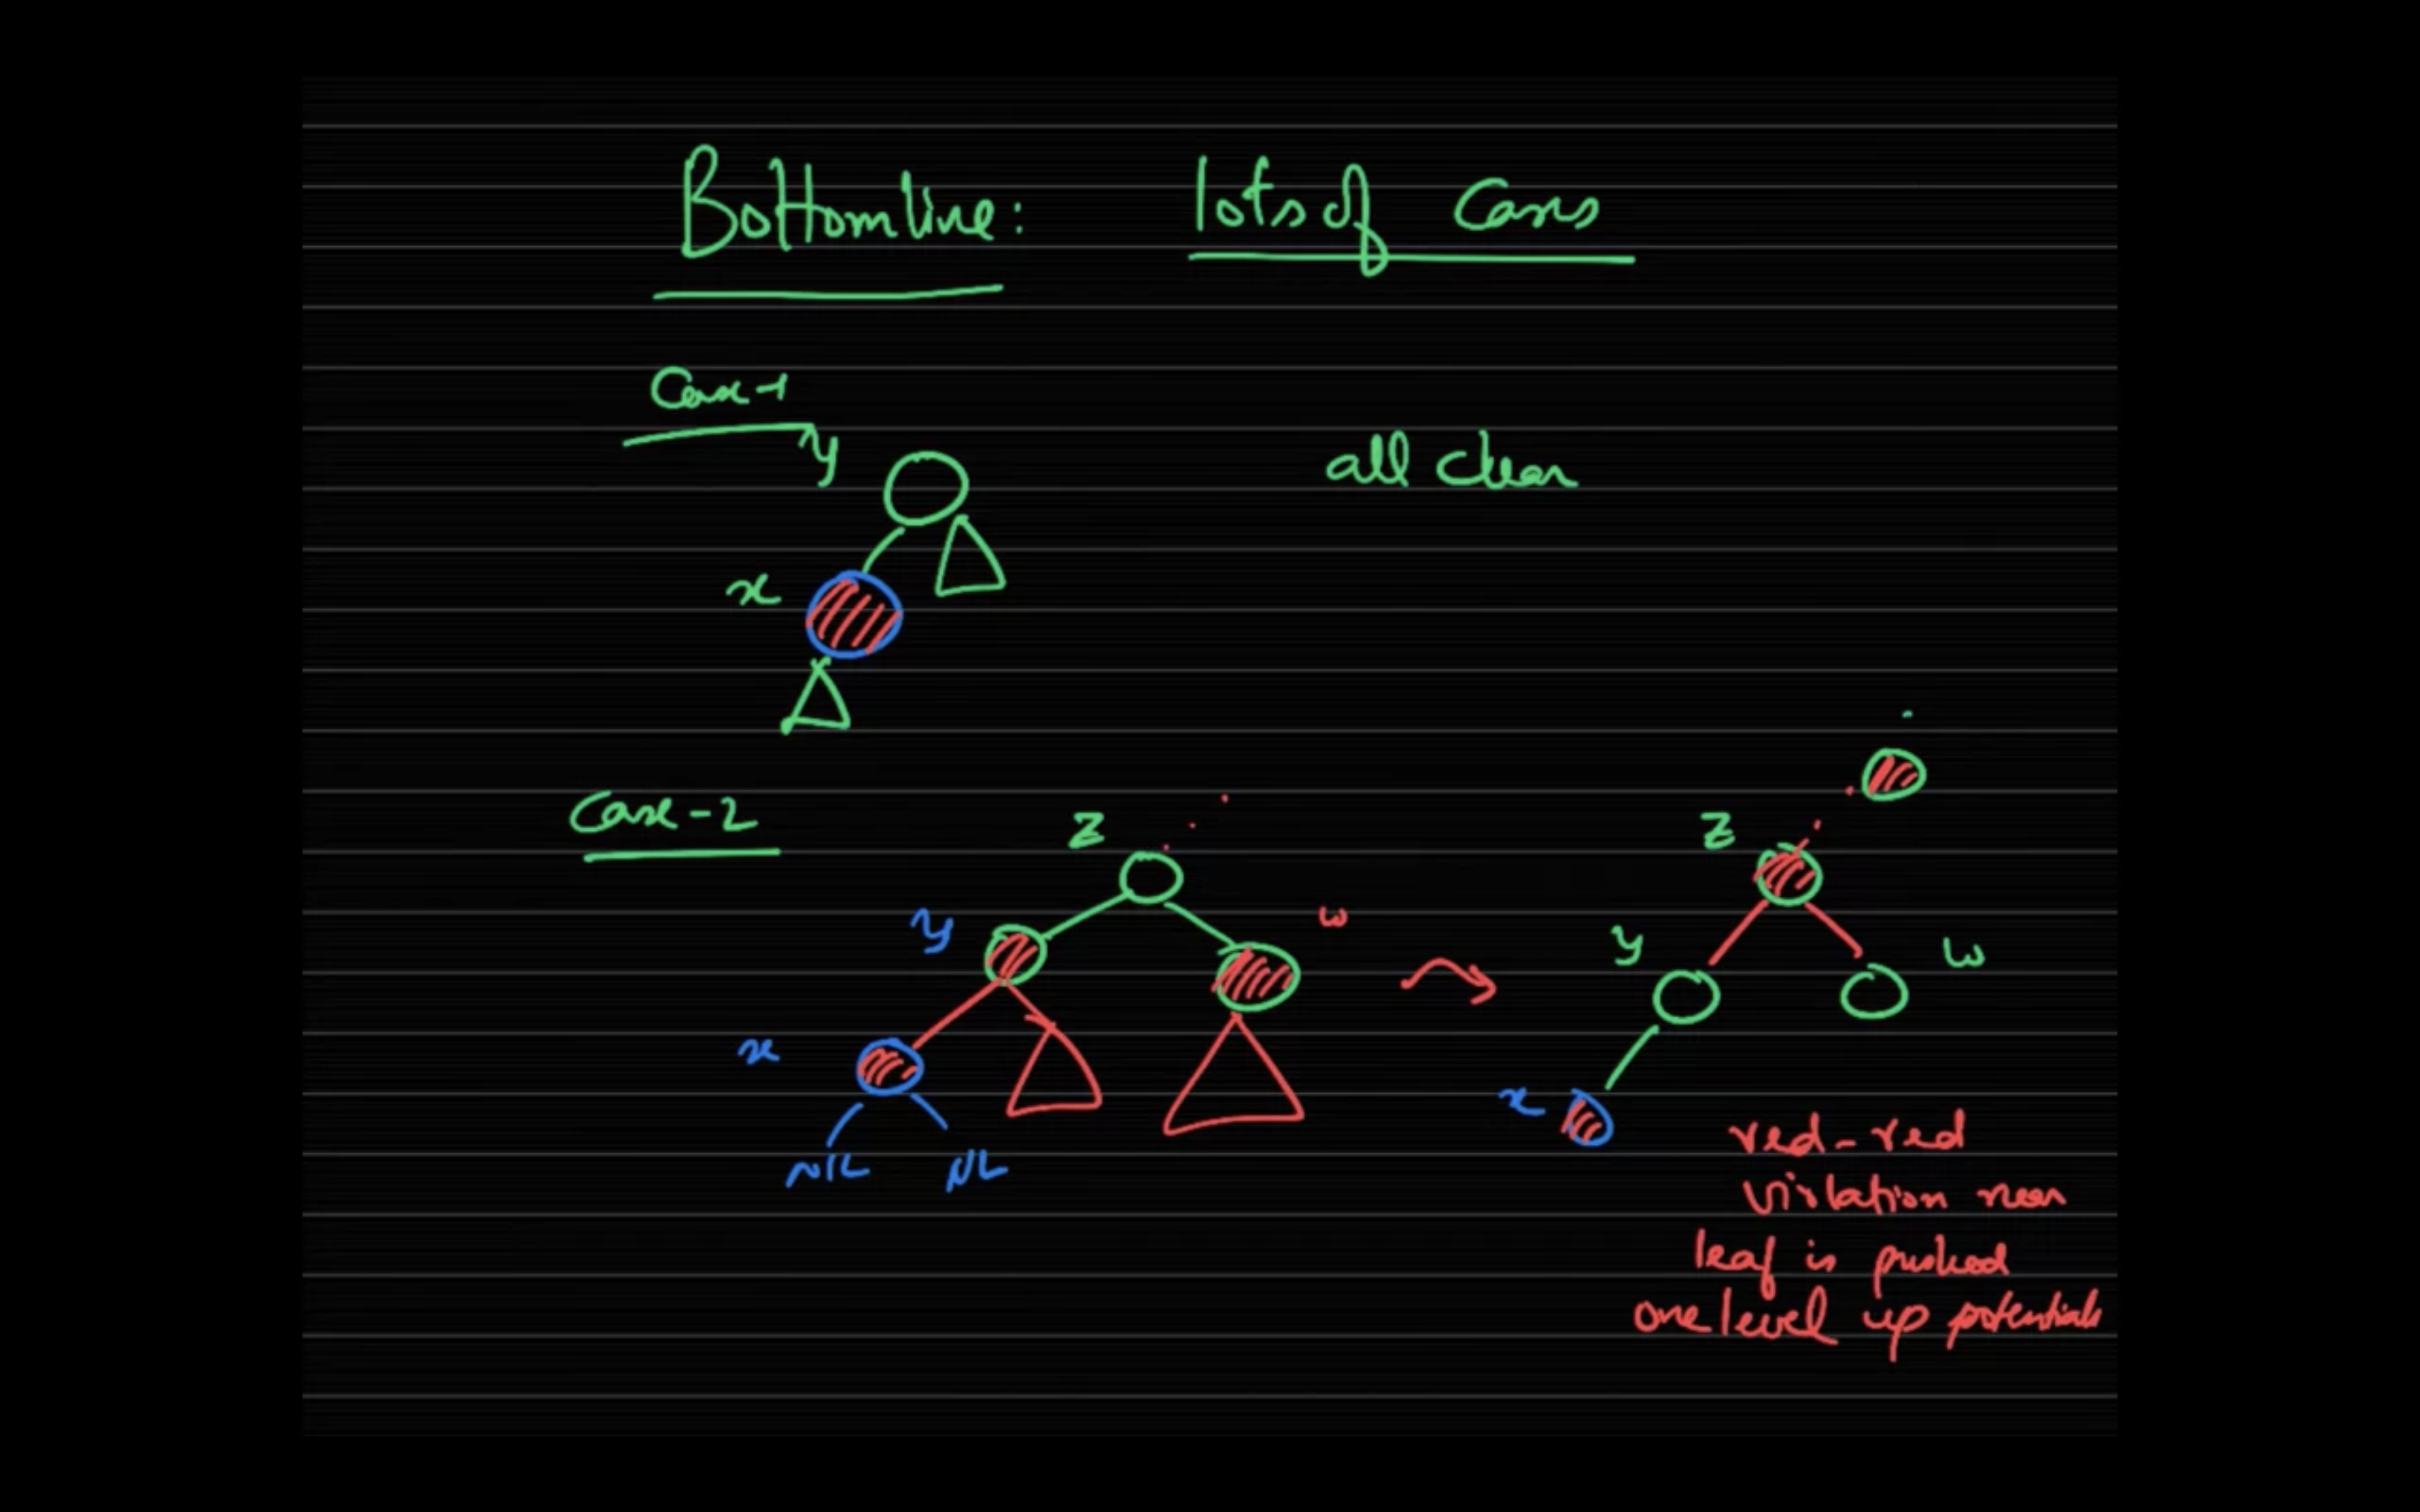 Bottomline: lots of Cases
Case-1
y
all clear
x
Case-2
z
z
y
w
y
w
x
x
NIL
NIL
red-red
violation near
leaf is pushed
one level up potentially